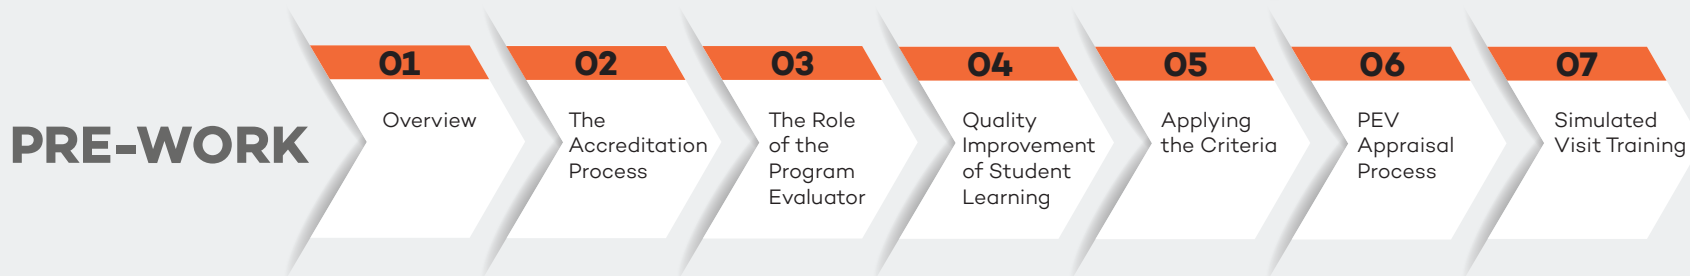 PRE-WORK
01
Overview
02
The
Accreditation
Process
03
The Role
of the
Program
Evaluator
04
Quality
Improvement
of Student
Learning
05
Applying
the Criteria
06
PEV
Appraisal
Process
07
Simulated
Visit Training